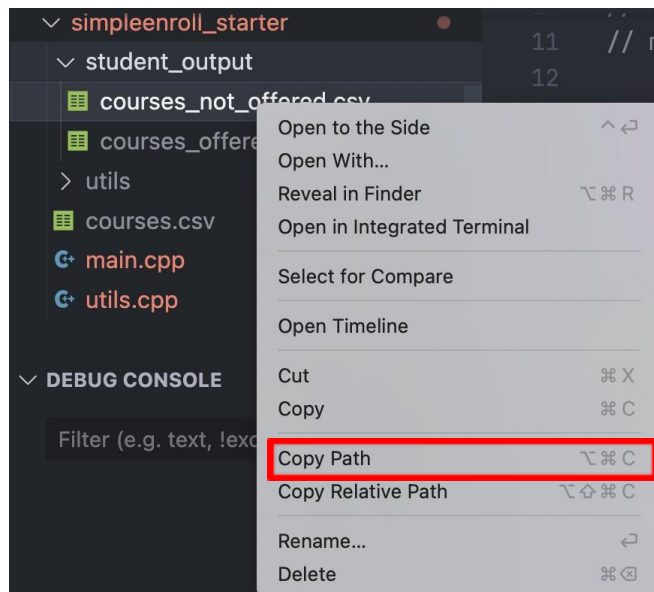 simpleenroll_starter
11 //
student_output
12
courses_not_offered.csv
Open to the Side ^ ⏎
courses_offere
Open With...
utils
Reveal in Finder ⌥ ⌘ R
courses.csv
Open in Integrated Terminal
main.cpp
Select for Compare
utils.cpp
Open Timeline
DEBUG CONSOLE
Cut ⌘ X
Copy ⌘ C
Filter (e.g. text, !exc
Copy Path ⌥ ⌘ C
Copy Relative Path ⌥ ⇧ ⌘ C
Rename... ⏎
Delete ⌘ ⌫